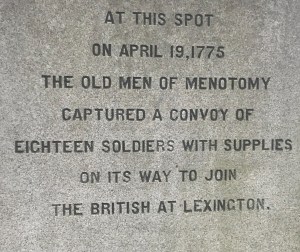 AT THIS SPOT
ON APRIL 19,1775
THE OLD MEN OF MENOTOMY
CAPTURED A CONVOY OF
EIGHTEEN SOLDIERS WITH SUPPLIES
ON ITS WAY TO JOIN
THE BRITISH AT LEXINGTON.